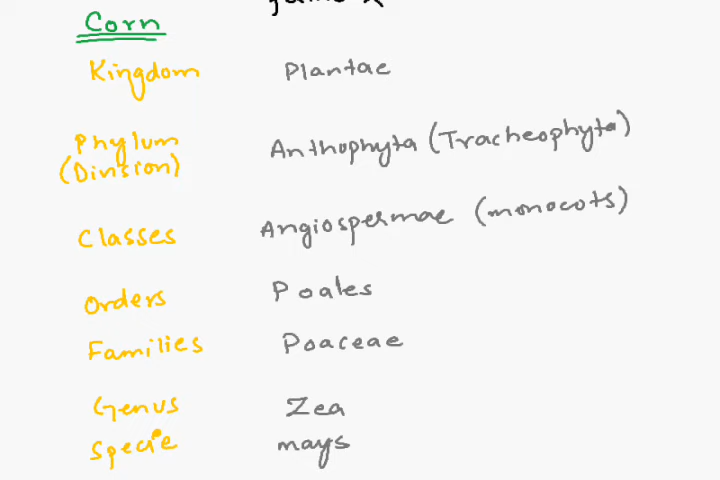 Corn
Kingdom Plantae
Phylum Anthophyta (Tracheophyta)
(Division)
Classes Angiospermae (monocots)
Orders Poales
Families Poaceae
Genus Zea
Specie mays